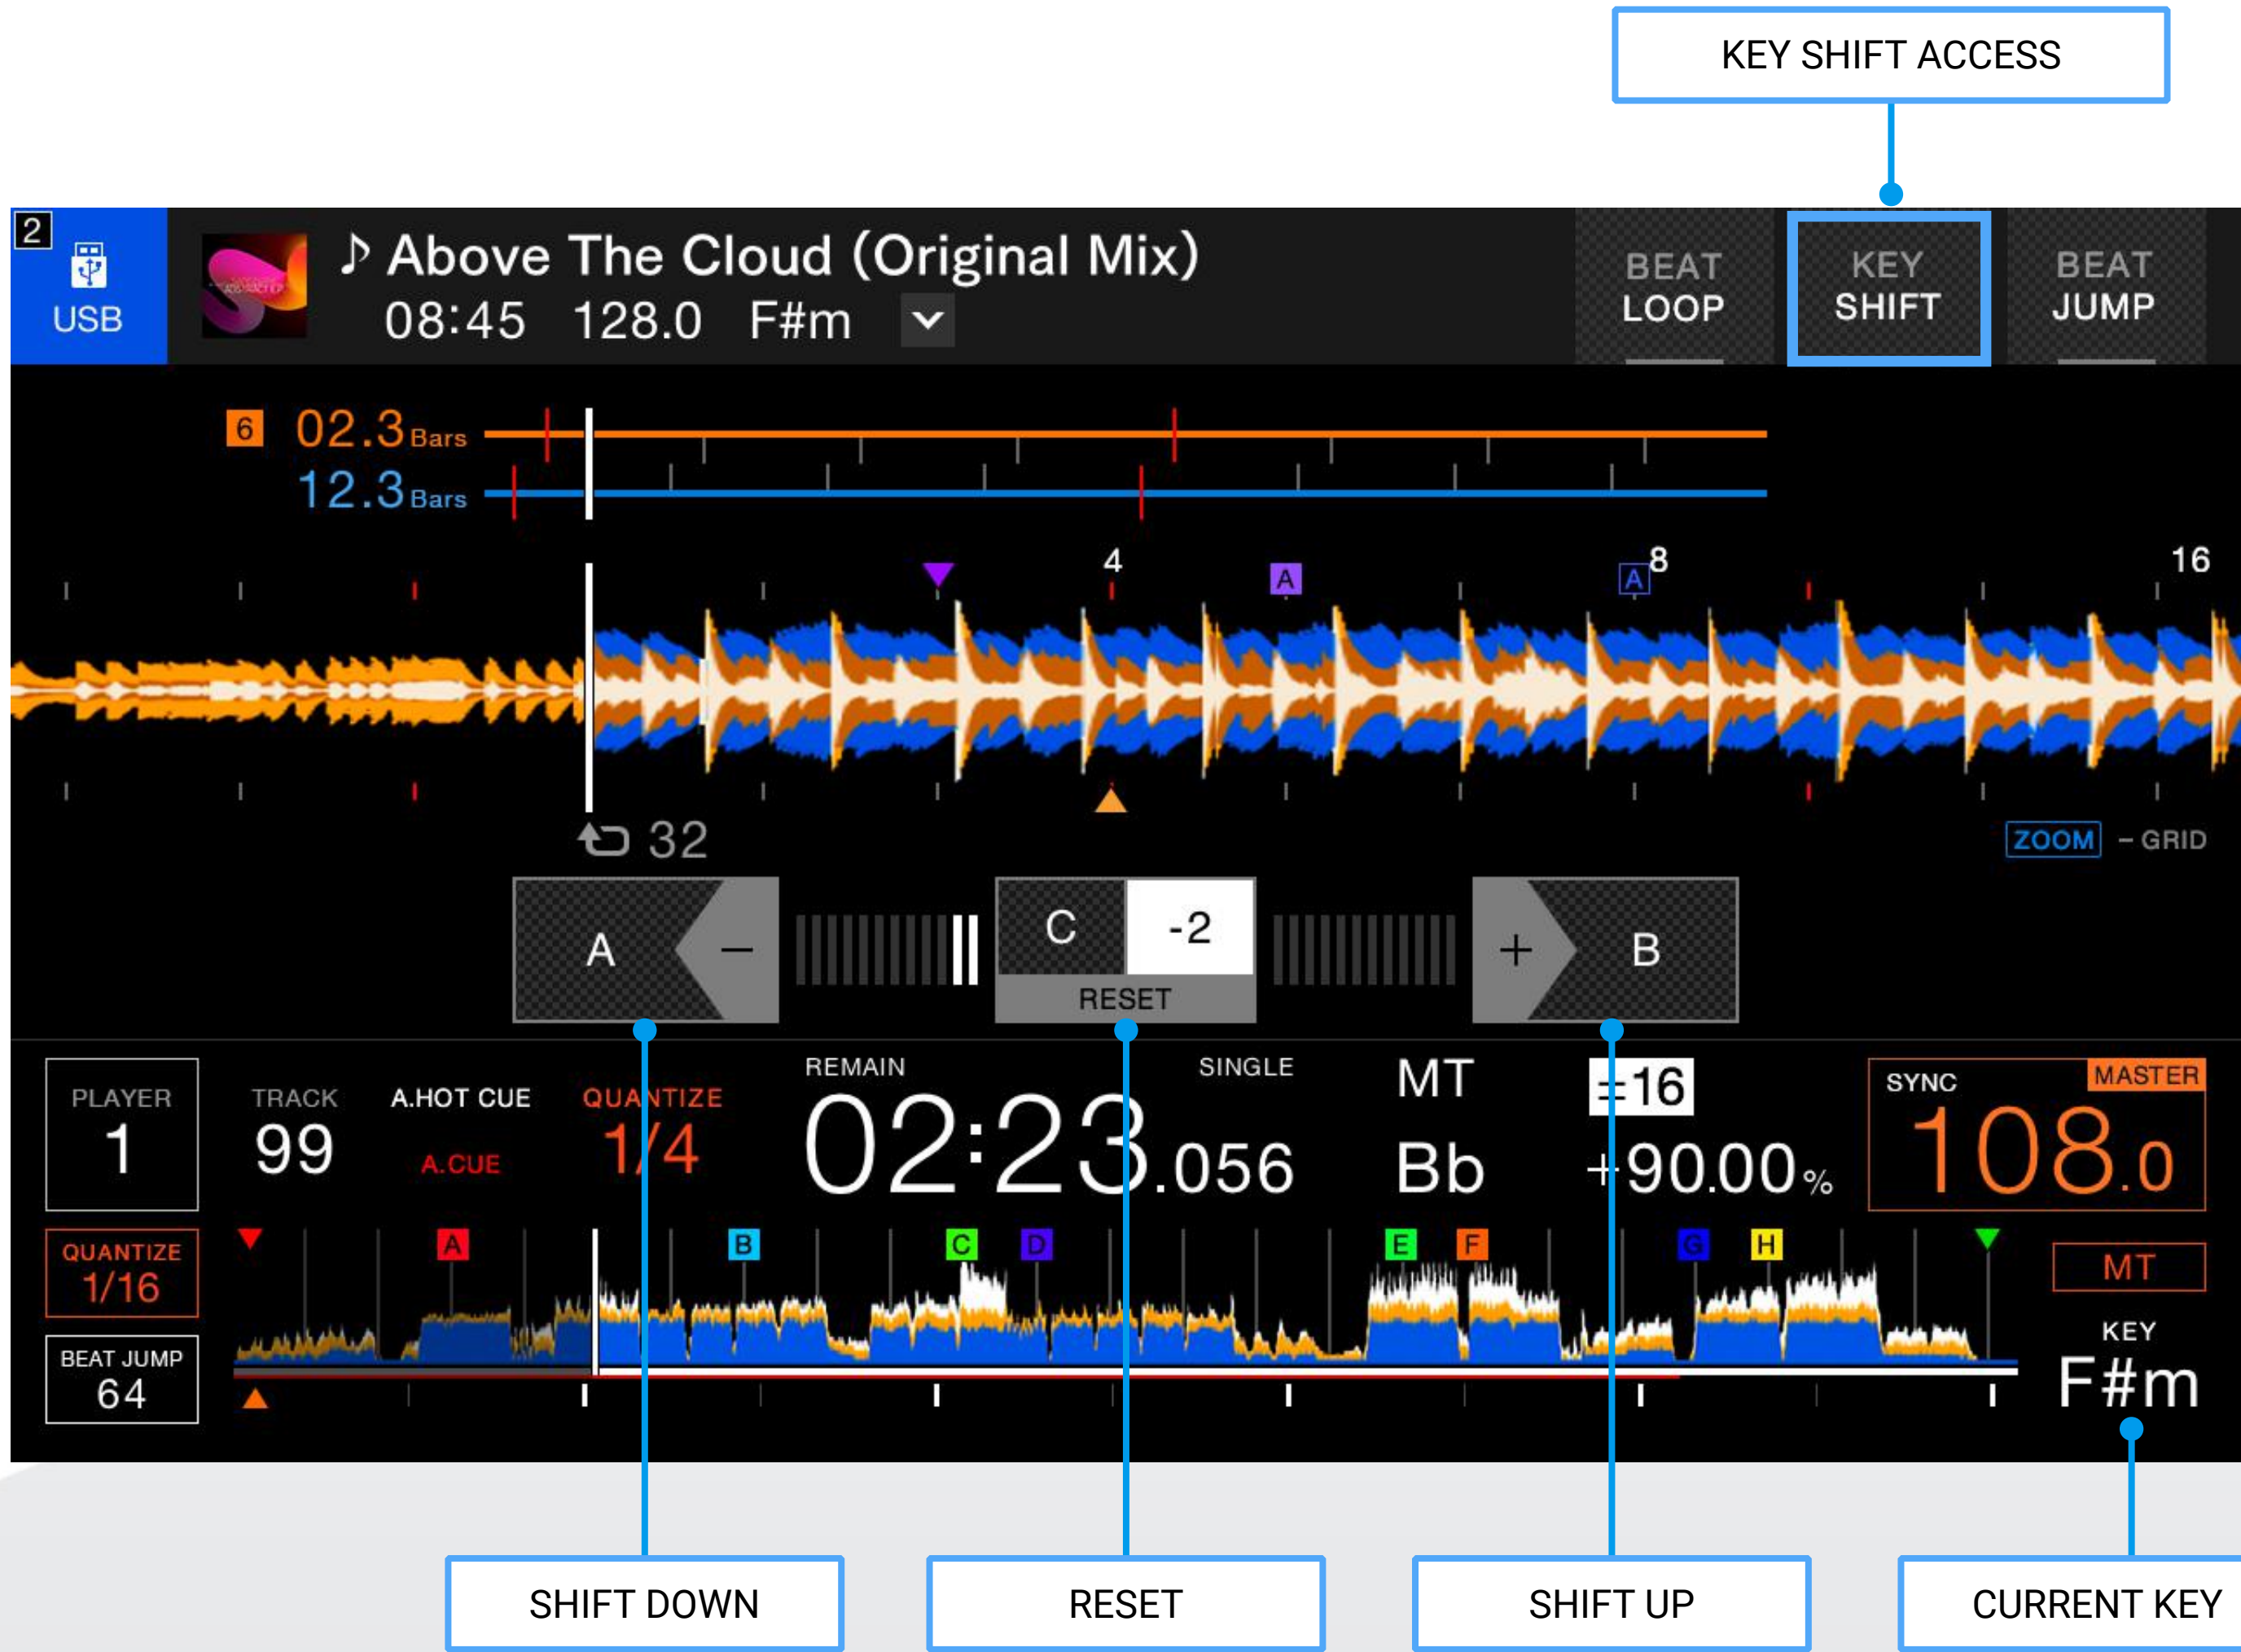 KEY SHIFT ACCESS
2
USB
♪ Above The Cloud (Original Mix)
08:45 128.0 F#m
BEAT LOOP
KEY SHIFT
BEAT JUMP
6 02.3 Bars
12.3 Bars
4 A A 8 16
32
ZOOM – GRID
A –
C -2
RESET
+ B
PLAYER
1
TRACK
99
A.HOT CUE
A.CUE
QUANTIZE
1/4
REMAIN SINGLE
02:23.056
MT
Bb
=16
+90.00%
SYNC MASTER
108.0
QUANTIZE
1/16
BEAT JUMP
64
A B C D E F G H
MT
KEY
F#m
SHIFT DOWN
RESET
SHIFT UP
CURRENT KEY